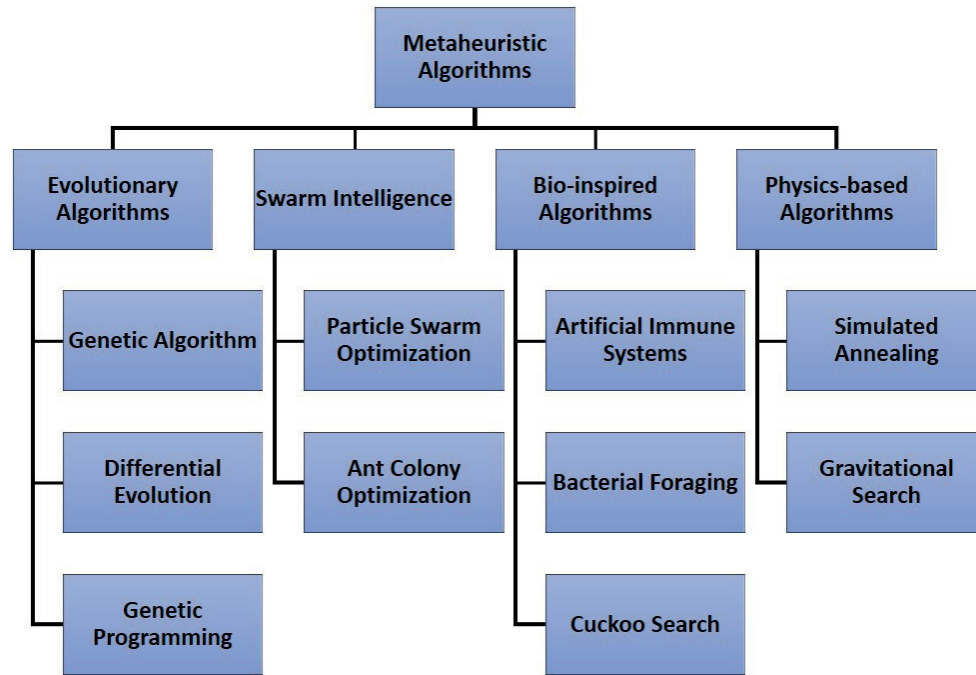 Metaheuristic
Algorithms
Evolutionary
Algorithms
Swarm Intelligence
Bio-inspired
Algorithms
Physics-based
Algorithms
Genetic Algorithm
Particle Swarm
Optimization
Artificial Immune
Systems
Simulated
Annealing
Differential
Evolution
Ant Colony
Optimization
Bacterial Foraging
Gravitational
Search
Genetic
Programming
Cuckoo Search